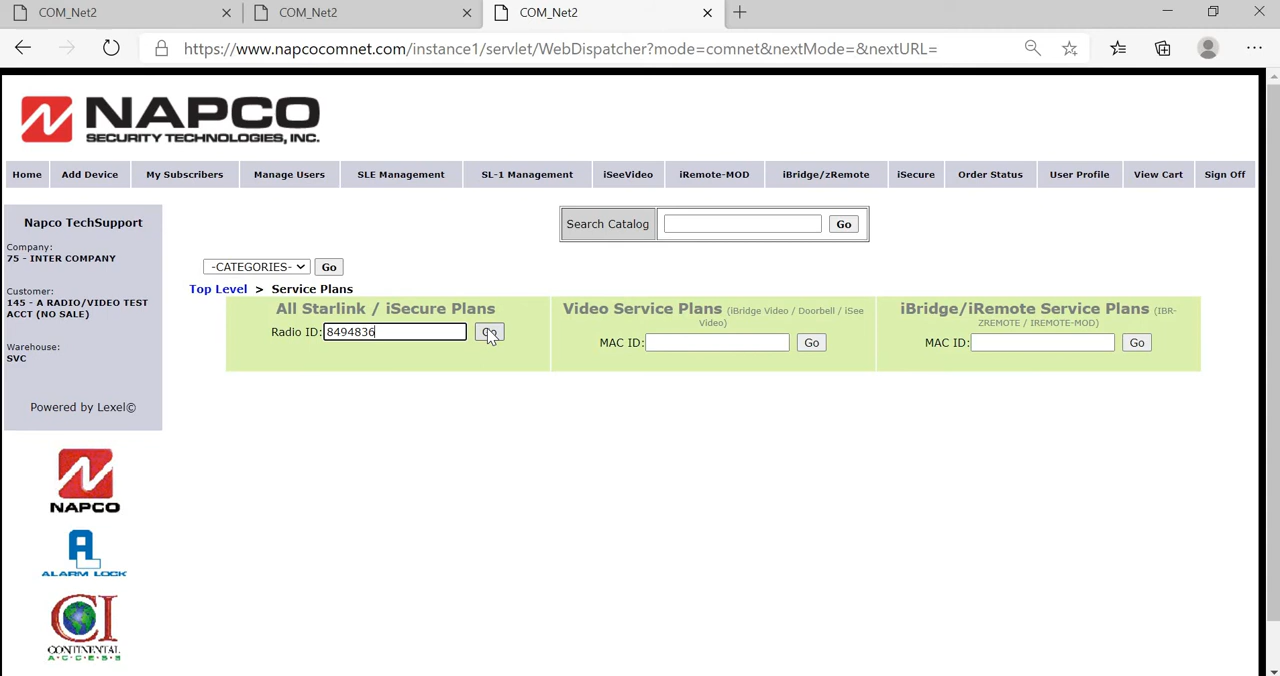 COM_Net2
COM_Net2
COM_Net2
https://www.napcocomnet.com/instance1/servlet/WebDispatcher?mode=comnet&nextMode=&nextURL=
NAPCO
SECURITY TECHNOLOGIES, INC.
Home Add Device My Subscribers Manage Users SLE Management SL-1 Management iSeeVideo iRemote-MOD iBridge/zRemote iSecure Order Status User Profile View Cart Sign Off
Napco TechSupport
Company:
75 - INTER COMPANY
Customer:
145 - A RADIO/VIDEO TEST
ACCT (NO SALE)
Warehouse:
SVC
Powered by Lexel©
NAPCO
ALARM LOCK
CI
CONTINENTAL
A·C·C·E·S·S
Search Catalog Go
-CATEGORIES- Go
Top Level > Service Plans
All Starlink / iSecure Plans
Radio ID: 8494836 Go
Video Service Plans (iBridge Video / Doorbell / iSee
Video)
MAC ID: Go
iBridge/iRemote Service Plans (IBR-
ZREMOTE / IREMOTE-MOD)
MAC ID: Go